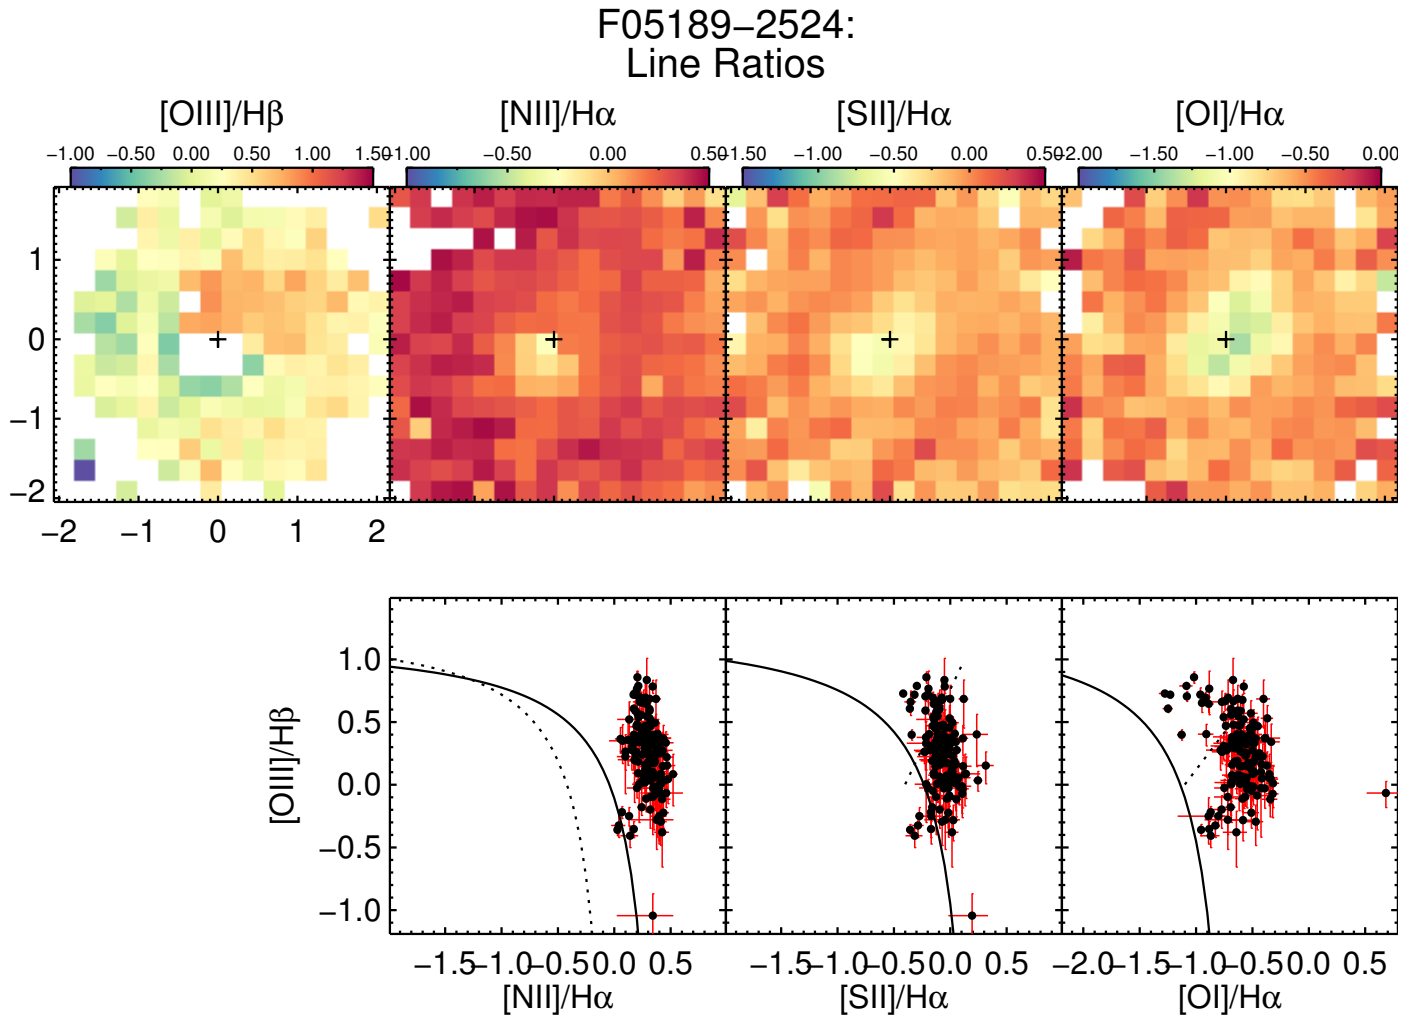 F05189−2524:
Line Ratios
[OIII]/Hβ [NII]/Hα [SII]/Hα [OI]/Hα
−1.00 −0.50 0.00 0.50 1.00 1.50 −1.00 −0.50 0.00 0.50 −1.50 −0.50 0.00 0.50 −2.00 −1.50 −1.00 −0.50 0.00
1
0
−1
−2
−2 −1 0 1 2
1.0
0.5
0.0
−0.5
−1.0
[OIII]/Hβ
−1.5 −1.0 −0.5 0.0 0.5 −1.5 −1.0 −0.5 0.0 0.5 −2.0 −1.5 −1.0 −0.5 0.0 0.5
[NII]/Hα [SII]/Hα [OI]/Hα